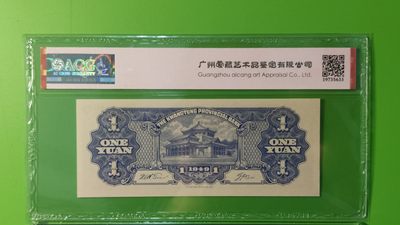 ACG
广州爱藏艺术品鉴定有限公司
Guangzhou aicang art Appraisal Co., Ltd.
THE KWANGTUNG PROVINCIAL BANK
1
1
ONE YUAN
ONE YUAN
1
1949
1